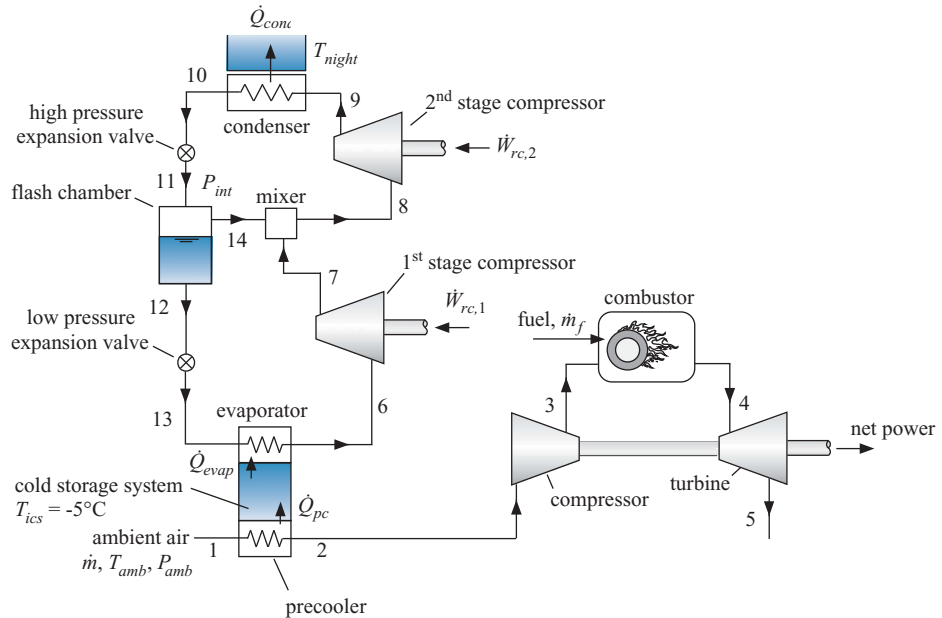 Q̇cond
Tnight
10
9
2nd stage compressor
high pressure
expansion valve
condenser
Ẇrc,2
11
Pint
mixer
flash chamber
8
14
7
1st stage compressor
12
Ẇrc,1
combustor
low pressure
expansion valve
fuel, ṁf
6
3
4
13
evaporator
net power
Q̇evap
cold storage system
Tics = -5°C
Q̇pc
turbine
compressor
5
ambient air
1
2
ṁ, Tamb, Pamb
precooler